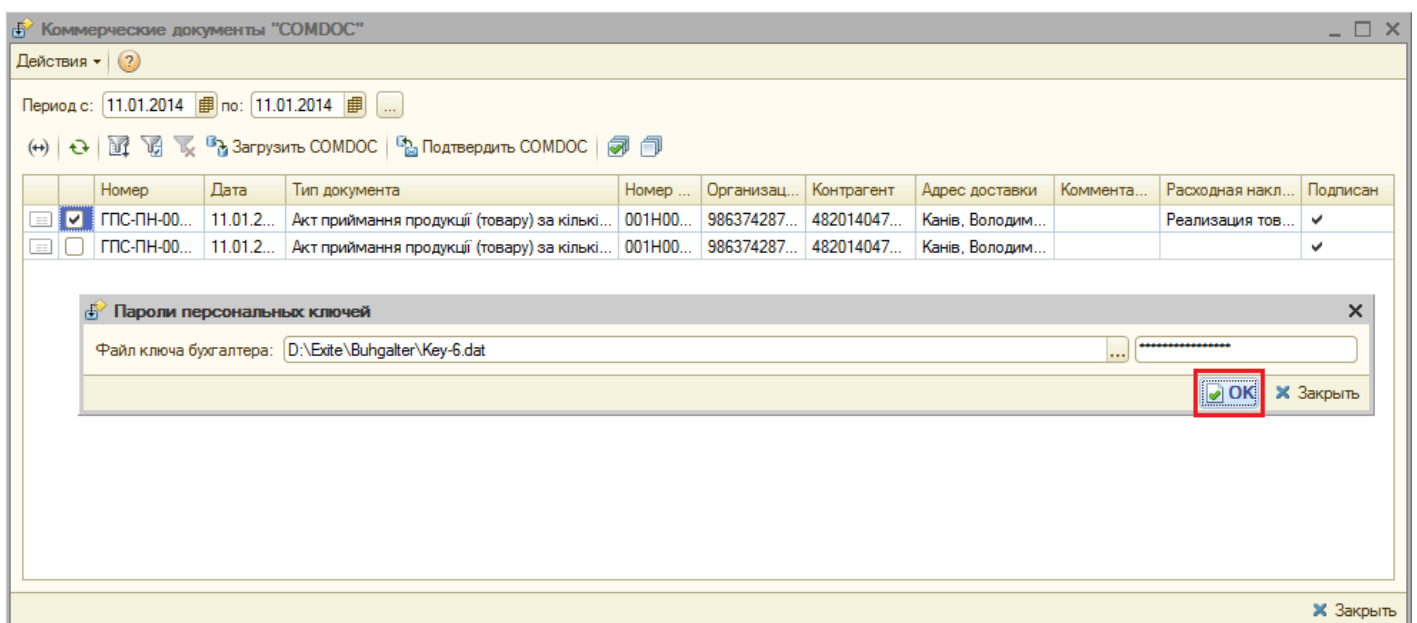 Коммерческие документы "COMDOC"
Действия
Период с: 11.01.2014 по: 11.01.2014 ...
Загрузить COMDOC Подтвердить COMDOC
Номер Дата Тип документа Номер ... Организац... Контрагент Адрес доставки Коммента... Расходная накл... Подписан
ГПС-ПН-00... 11.01.2... Акт приймання продукції (товару) за кількі... 001Н00... 986374287... 482014047... Канів, Володим... Реализация тов...
ГПС-ПН-00... 11.01.2... Акт приймання продукції (товару) за кількі... 001Н00... 986374287... 482014047... Канів, Володим...
Пароли персональных ключей
Файл ключа бухгалтера: D:\Exite\Buhgalter\Key-6.dat ... ****************
OK Закрыть
Закрыть